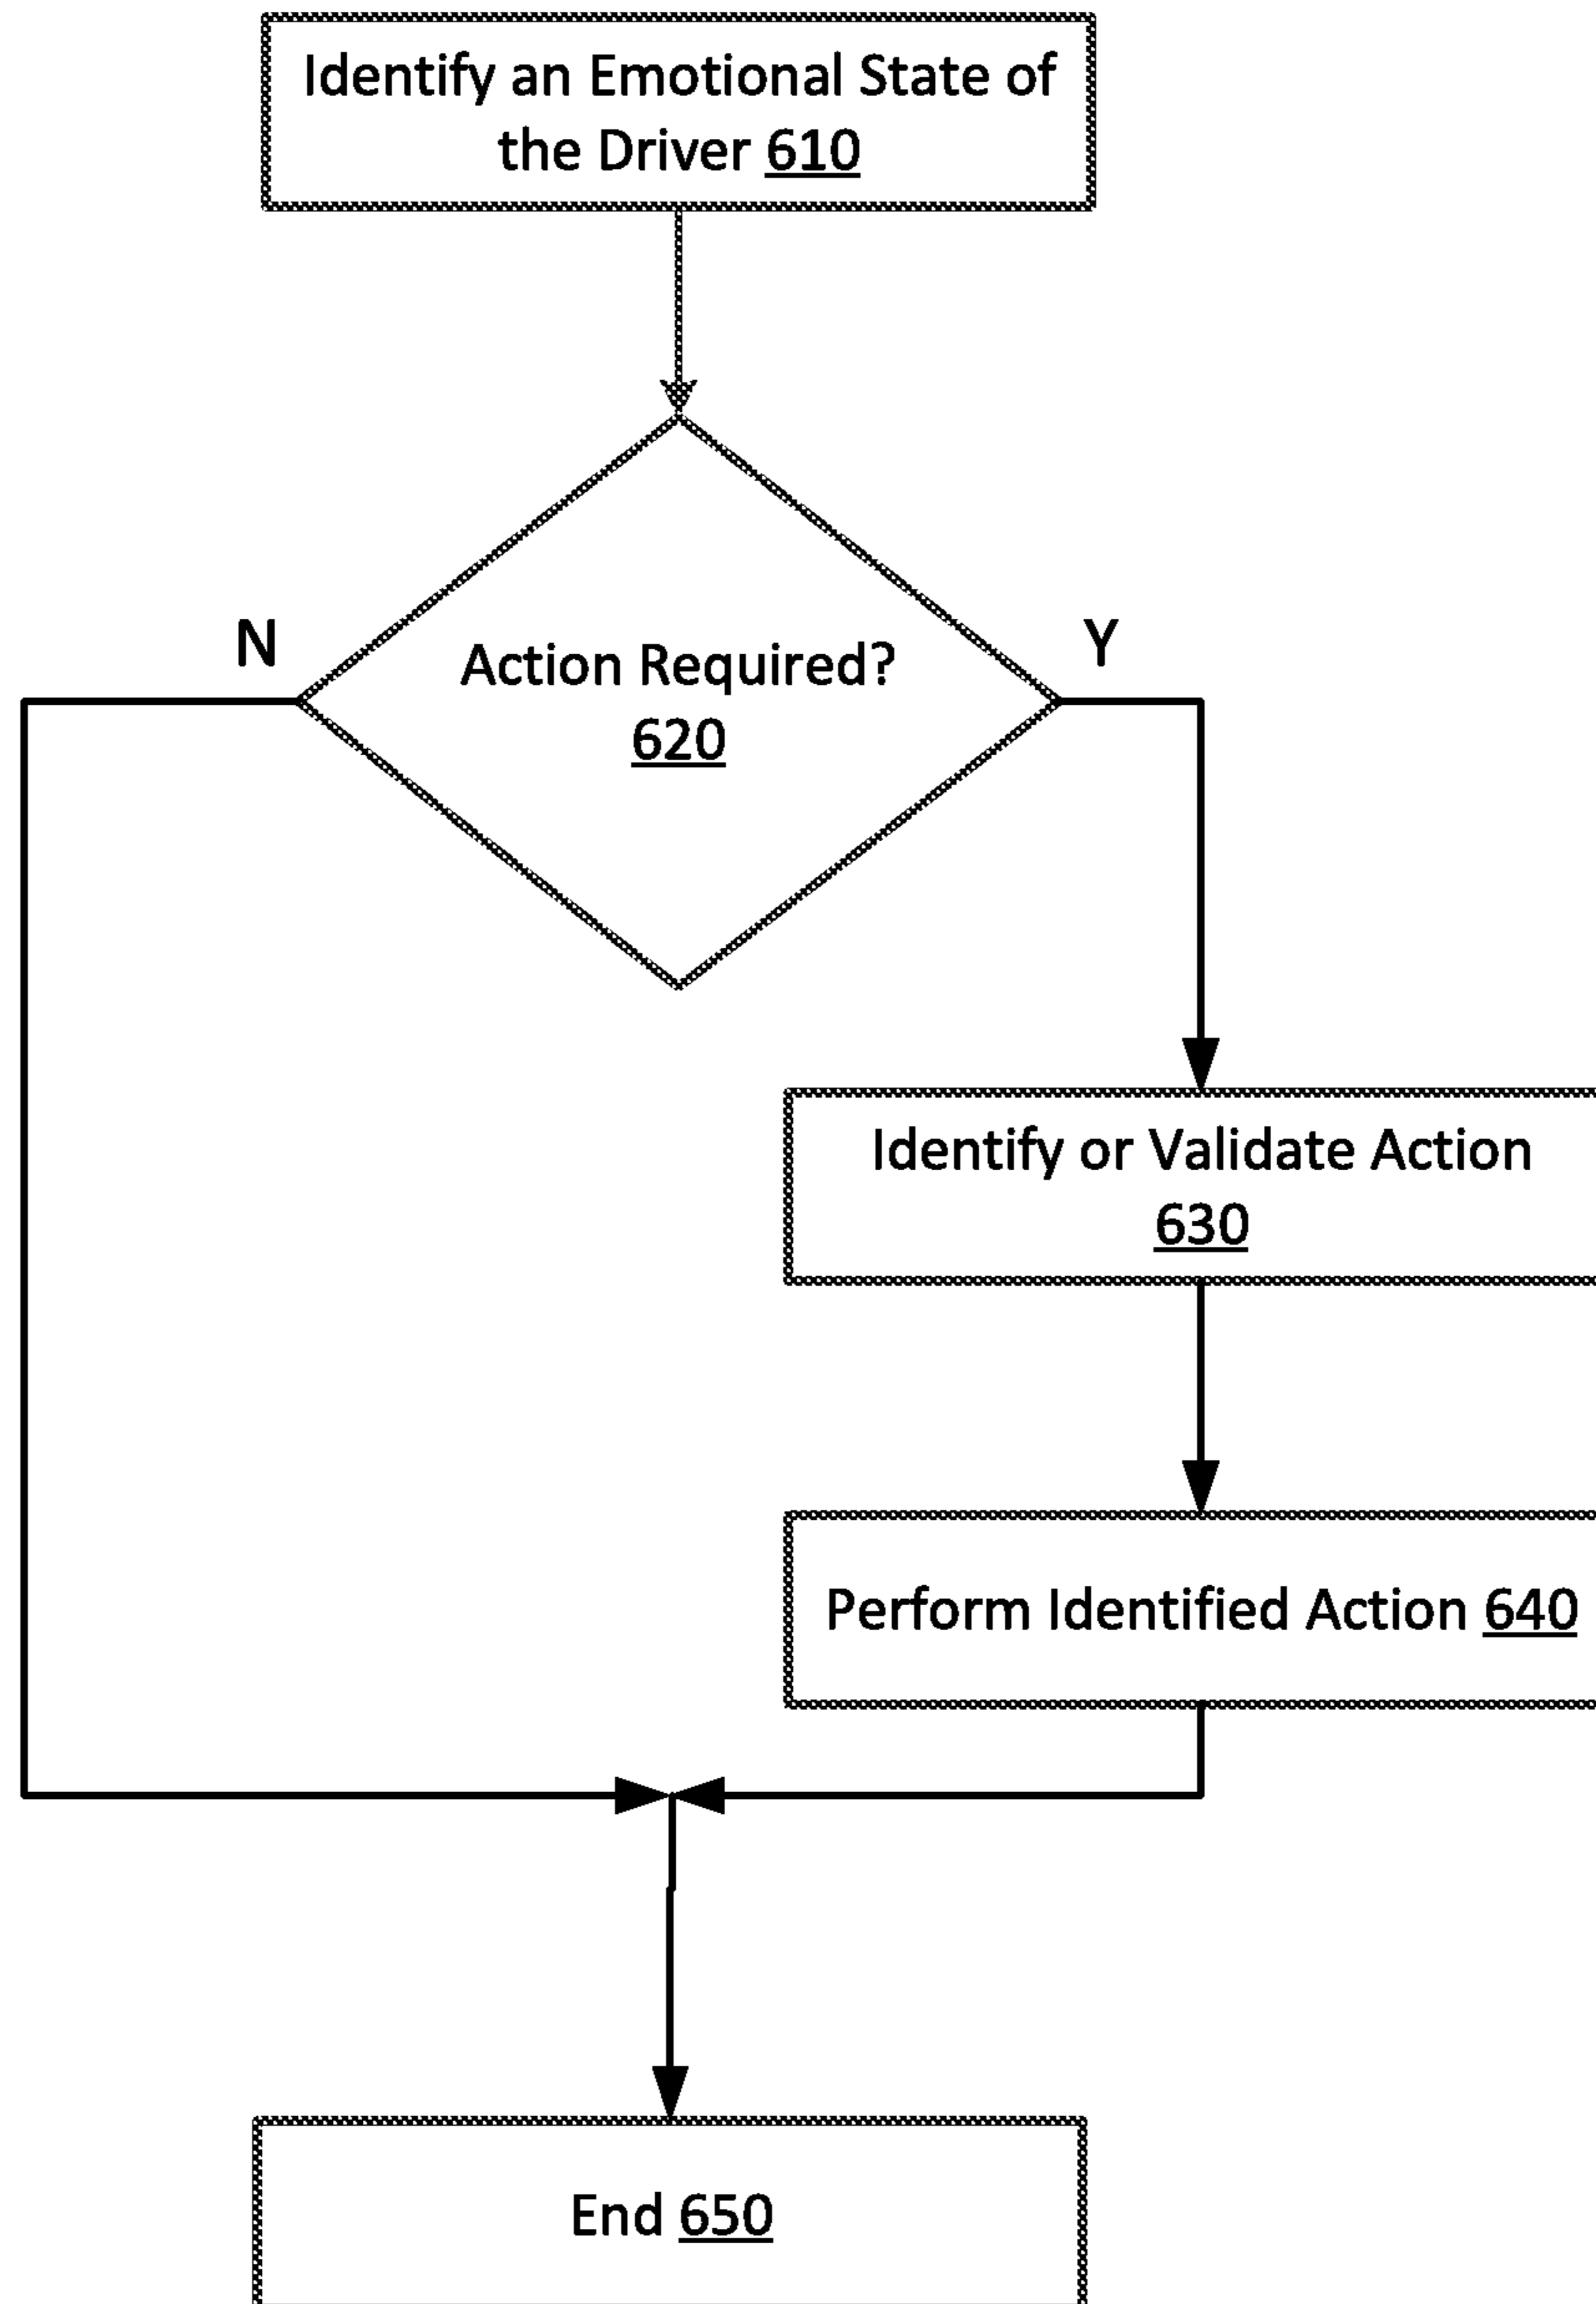 Identify an Emotional State of
the Driver 610
N
Y
Action Required?
620
Identify or Validate Action
630
Perform Identified Action 640
End 650